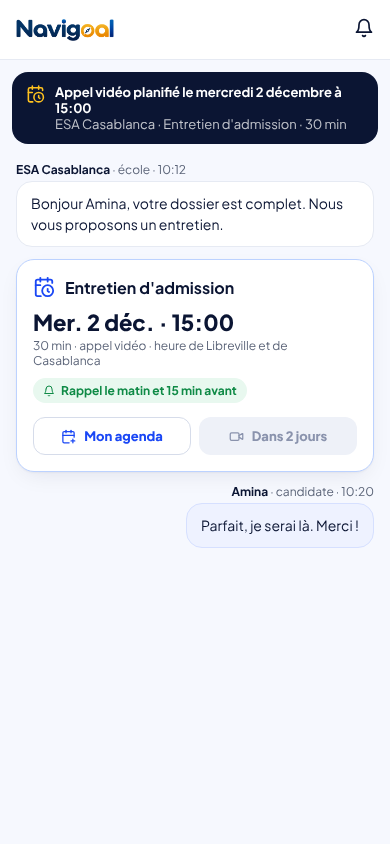 Navigoal
Appel vidéo planifié le mercredi 2 décembre à
15:00
ESA Casablanca · Entretien d'admission · 30 min
ESA Casablanca · école · 10:12
Bonjour Amina, votre dossier est complet. Nous
vous proposons un entretien.
Entretien d'admission
Mer. 2 déc. · 15:00
30 min · appel vidéo · heure de Libreville et de
Casablanca
Rappel le matin et 15 min avant
Mon agenda
Dans 2 jours
Amina · candidate · 10:20
Parfait, je serai là. Merci !